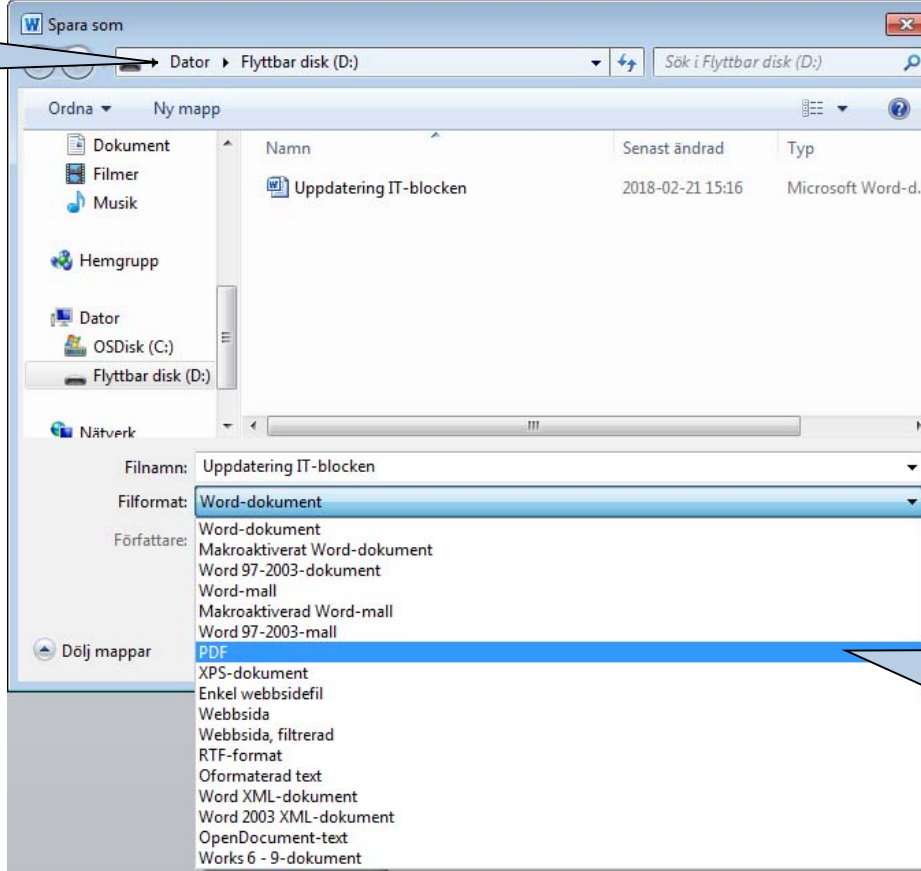 Spara som
Dator Flyttbar disk (D:) Sök i Flyttbar disk (D:)
Ordna Ny mapp
Dokument
Filmer
Musik
Hemgrupp
Dator
OSDisk (C:)
Flyttbar disk (D:)
Nätverk
Namn Senast ändrad Typ
Uppdatering IT-blocken 2018-02-21 15:16 Microsoft Word-d.
Filnamn: Uppdatering IT-blocken
Filformat: Word-dokument
Författare:
Word-dokument
Makroaktiverat Word-dokument
Word 97-2003-dokument
Word-mall
Makroaktiverad Word-mall
Word 97-2003-mall
PDF
XPS-dokument
Enkel webbsidefil
Webbsida
Webbsida, filtrerad
RTF-format
Oformaterad text
Word XML-dokument
Word 2003 XML-dokument
OpenDocument-text
Works 6 - 9-dokument
Dölj mappar